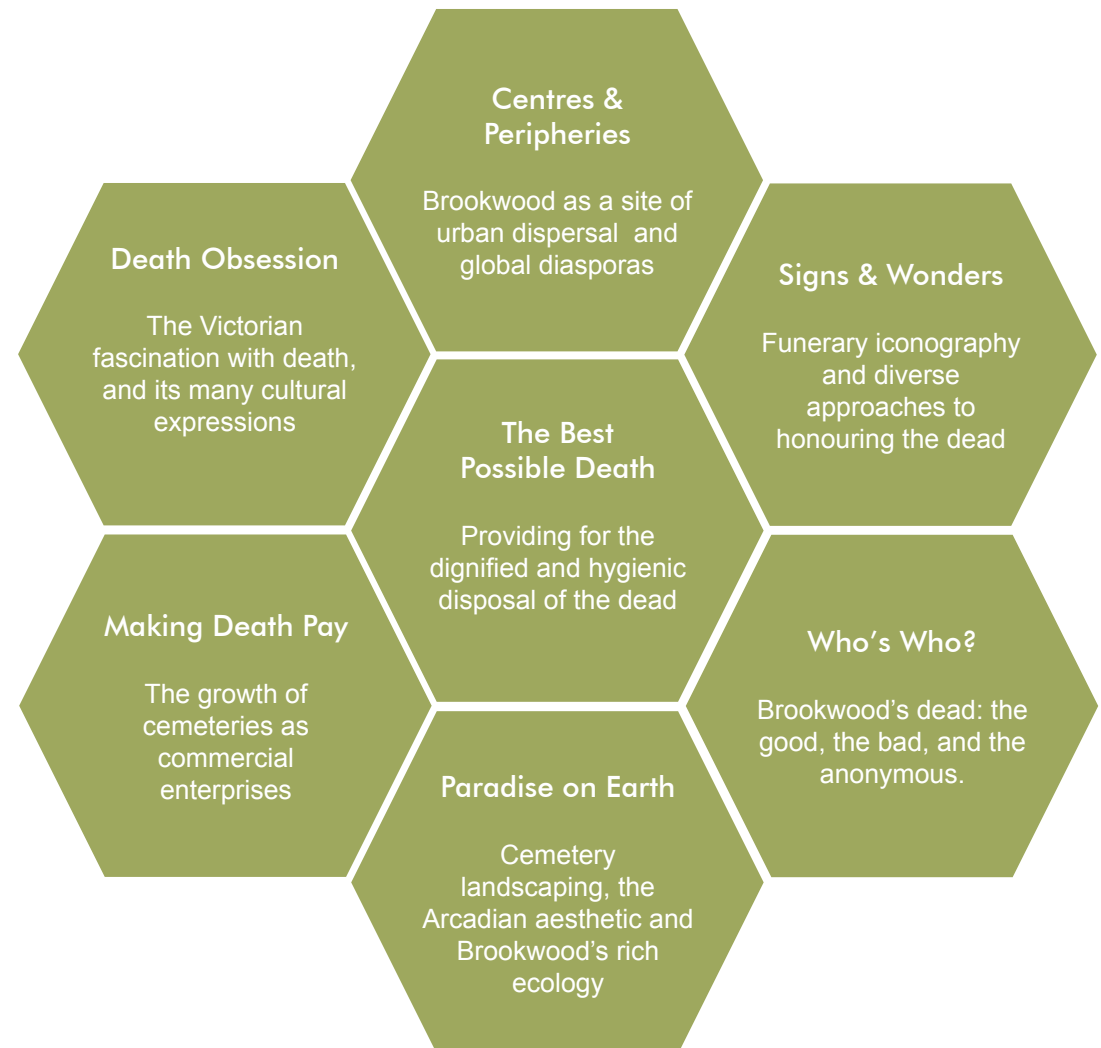 Centres &
Peripheries
Brookwood as a site of
urban dispersal and
global diasporas
Death Obsession
The Victorian
fascination with death,
and its many cultural
expressions
Signs & Wonders
Funerary iconography
and diverse
approaches to
honouring the dead
The Best
Possible Death
Providing for the
dignified and hygienic
disposal of the dead
Making Death Pay
The growth of
cemeteries as
commercial
enterprises
Who's Who?
Brookwood's dead: the
good, the bad, and the
anonymous.
Paradise on Earth
Cemetery
landscaping, the
Arcadian aesthetic and
Brookwood's rich
ecology